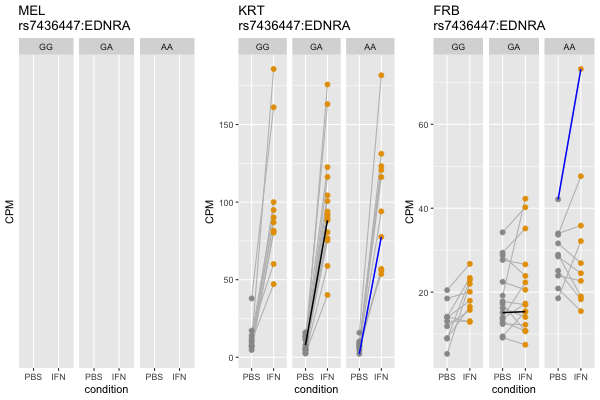 MEL
rs7436447:EDNRA
GG GA AA
CPM
PBS IFN PBS IFN PBS IFN
condition
KRT
rs7436447:EDNRA
GG GA AA
150
100
50
0
CPM
PBS IFN PBS IFN PBS IFN
condition
FRB
rs7436447:EDNRA
GG GA AA
60
40
20
CPM
PBS IFN PBS IFN PBS IFN
condition